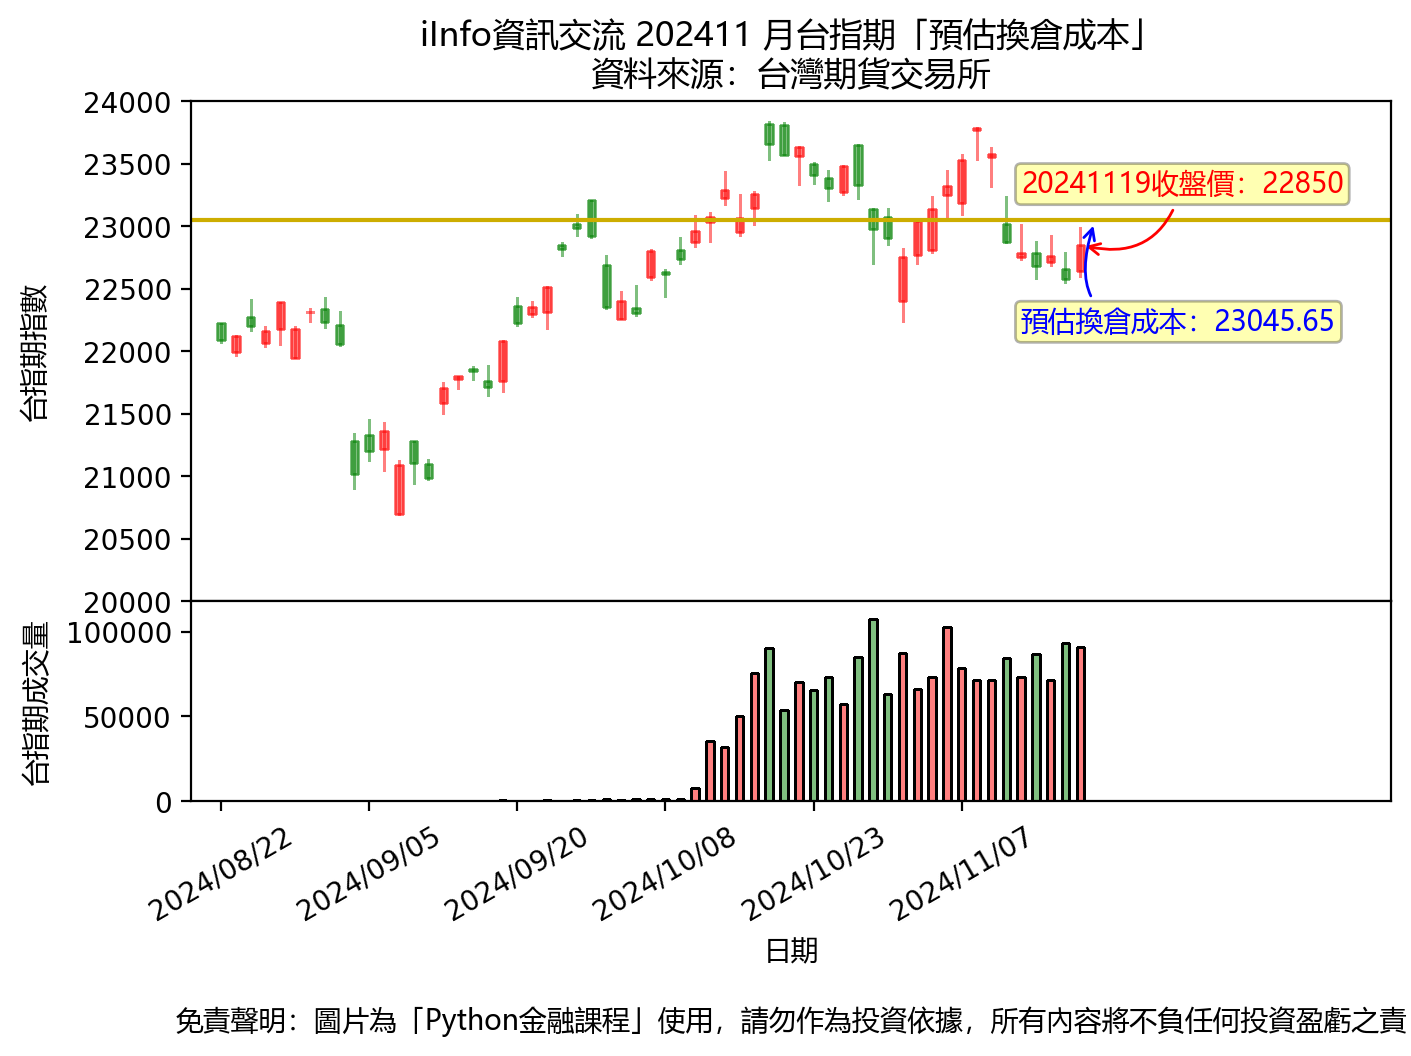 iInfo資訊交流 202411 月台指期「預估換倉成本」
資料來源：台灣期貨交易所
24000
23500
23000
22500
22000
21500
21000
20500
20000
台指期指數
20241119收盤價：22850
預估換倉成本：23045.65
100000
50000
0
台指期成交量
2024/08/22
2024/09/05
2024/09/20
2024/10/08
2024/10/23
2024/11/07
日期
免責聲明：圖片為「Python金融課程」使用，請勿作為投資依據，所有內容將不負任何投資盈虧之責